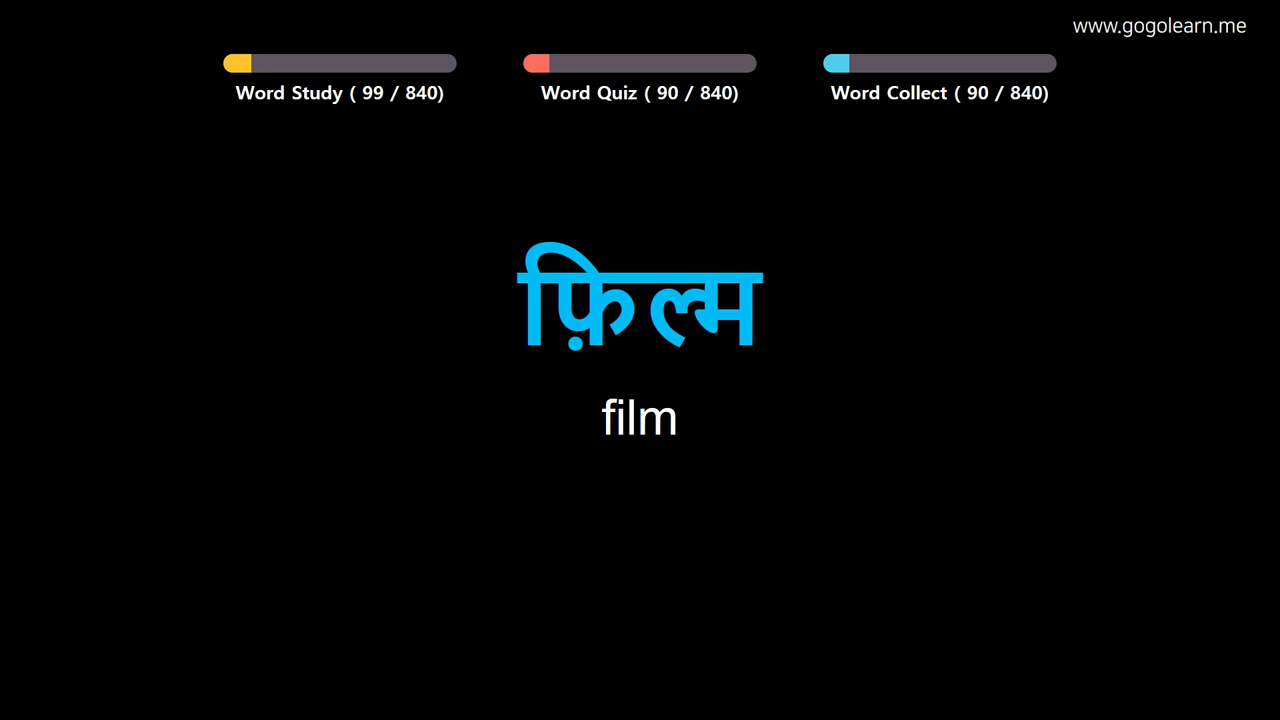 www.gogolearn.me
Word Study ( 99 / 840)
Word Quiz ( 90 / 840)
Word Collect ( 90 / 840)
फ़िल्म
film